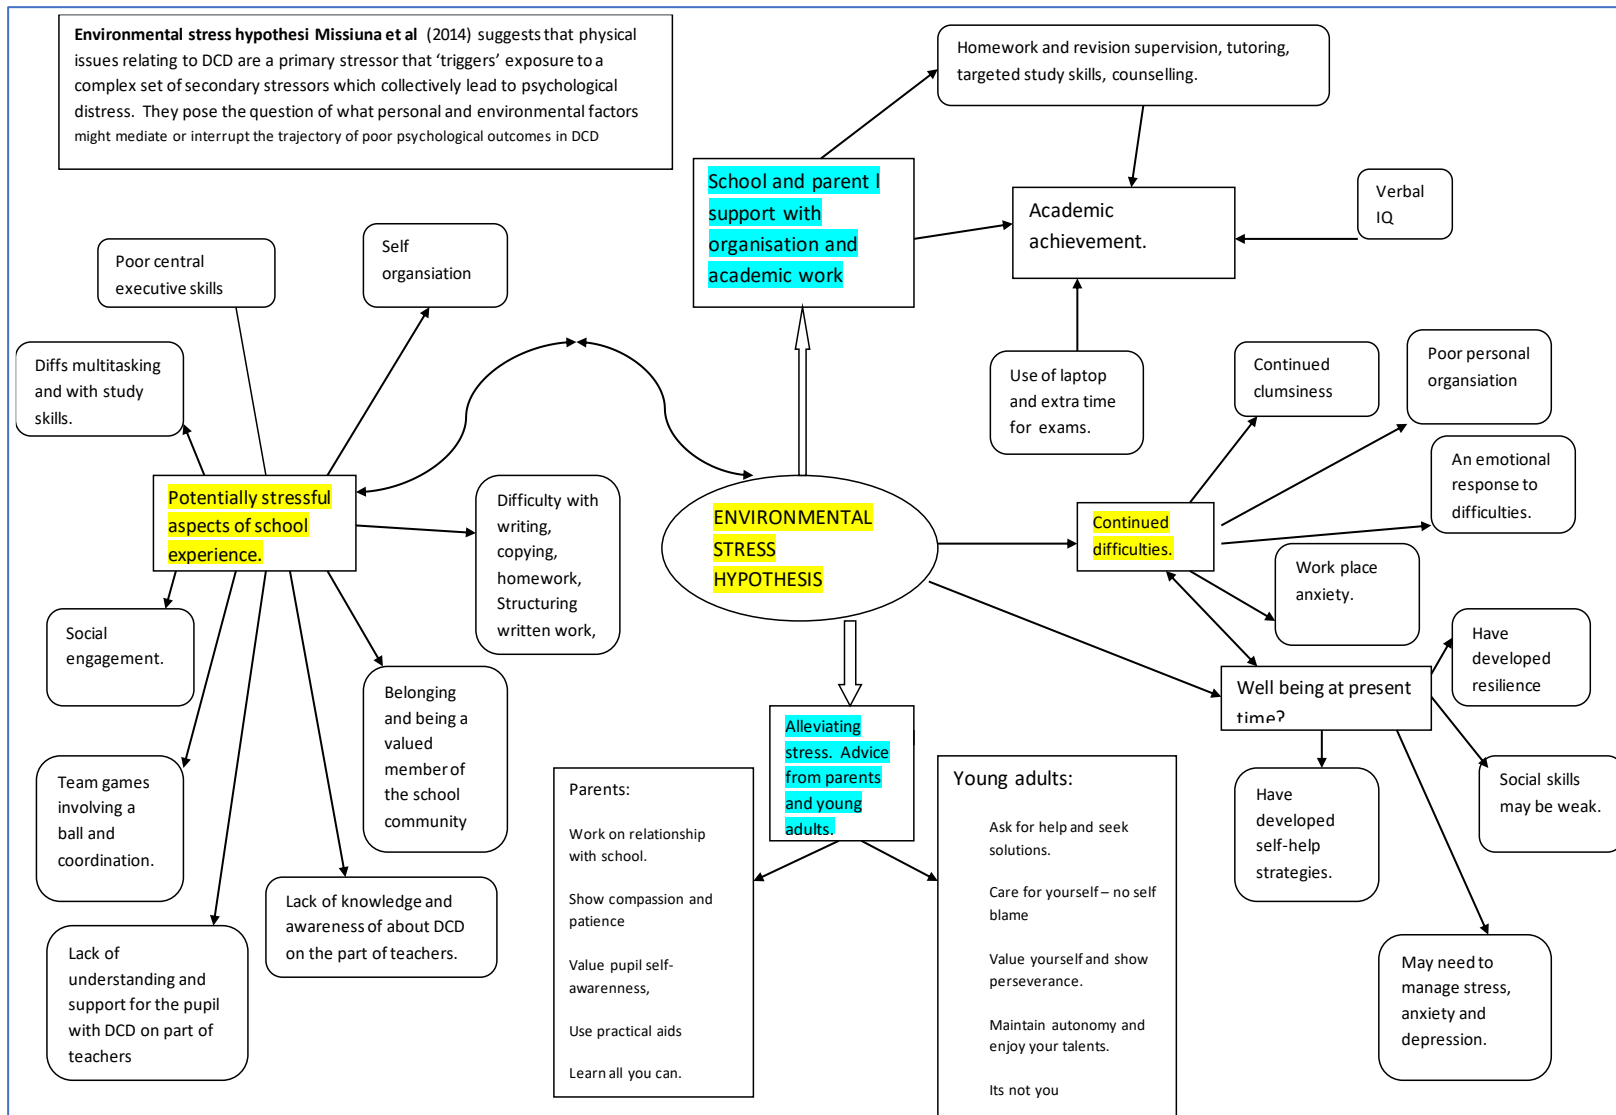 Environmental stress hypothesi Missiuna et al (2014) suggests that physical
issues relating to DCD are a primary stressor that ‘triggers’ exposure to a
complex set of secondary stressors which collectively lead to psychological
distress. They pose the question of what personal and environmental factors
might mediate or interrupt the trajectory of poor psychological outcomes in DCD
Homework and revision supervision, tutoring,
targeted study skills, counselling.
School and parent l
support with
organisation and
academic work
Academic
achievement.
Verbal
IQ
Use of laptop
and extra time
for exams.
Poor central
executive skills
Self
organsiation
Diffs multitasking
and with study
skills.
Potentially stressful
aspects of school
experience.
Difficulty with
writing,
copying,
homework,
Structuring
written work,
Social
engagement.
Belonging
and being a
valued
member of
the school
community
Team games
involving a
ball and
coordination.
Lack of knowledge and
awareness of about DCD
on the part of teachers.
Lack of
understanding and
support for the pupil
with DCD on part of
teachers
ENVIRONMENTAL
STRESS
HYPOTHESIS
Continued
difficulties.
Continued
clumsiness
Poor personal
organsiation
An emotional
response to
difficulties.
Work place
anxiety.
Well being at present
time?
Have
developed
resilience
Social skills
may be weak.
Have
developed
self-help
strategies.
May need to
manage stress,
anxiety and
depression.
Alleviating
stress. Advice
from parents
and young
adults.
Parents:
Work on relationship
with school.
Show compassion and
patience
Value pupil self-
awarenness,
Use practical aids
Learn all you can.
Young adults:
Ask for help and seek
solutions.
Care for yourself – no self
blame
Value yourself and show
perseverance.
Maintain autonomy and
enjoy your talents.
Its not you